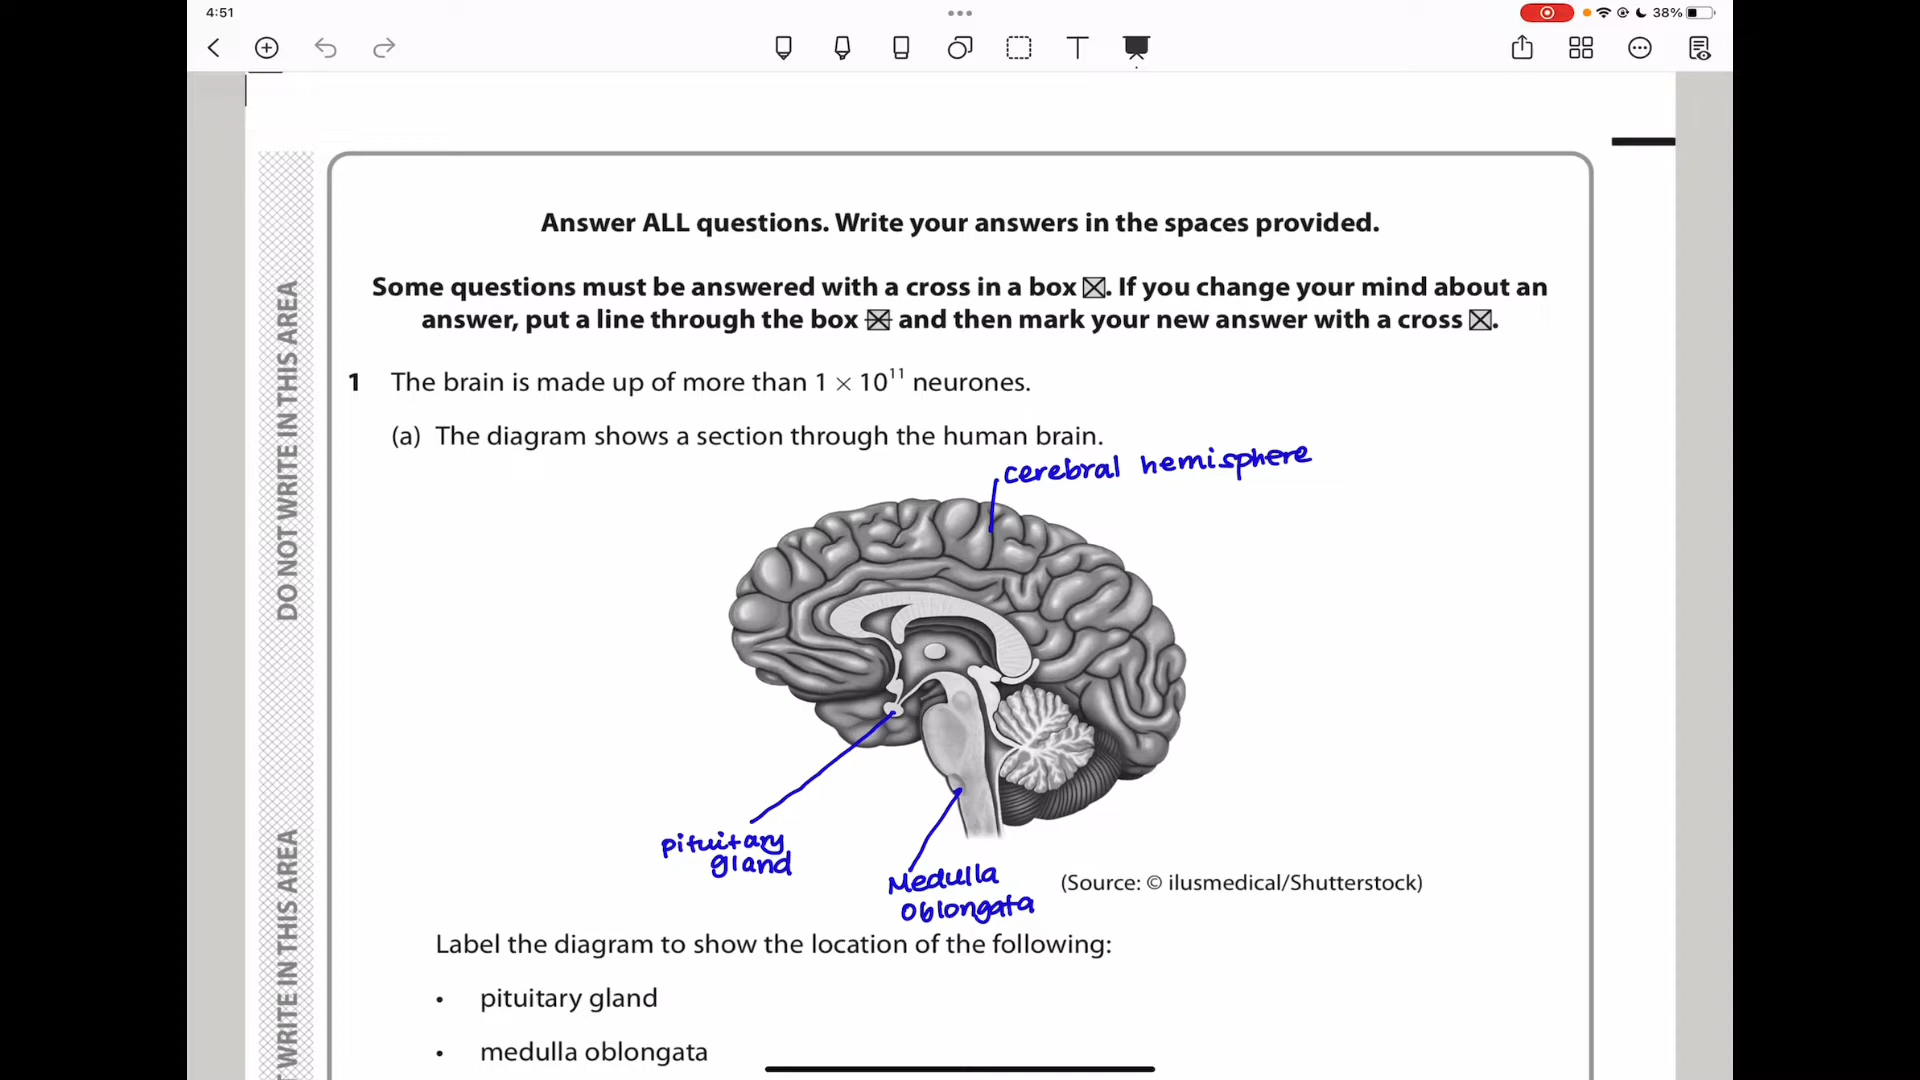 4:51
38%
Answer ALL questions. Write your answers in the spaces provided.
Some questions must be answered with a cross in a box ☒. If you change your mind about an
answer, put a line through the box ☒ and then mark your new answer with a cross ☒.
1 The brain is made up of more than 1 × 10¹¹ neurones.
(a) The diagram shows a section through the human brain.
cerebral hemisphere
pituitary
gland
Medulla
oblongata
(Source: © ilusmedical/Shutterstock)
Label the diagram to show the location of the following:
• pituitary gland
• medulla oblongata
DO NOT WRITE IN THIS AREA
WRITE IN THIS AREA